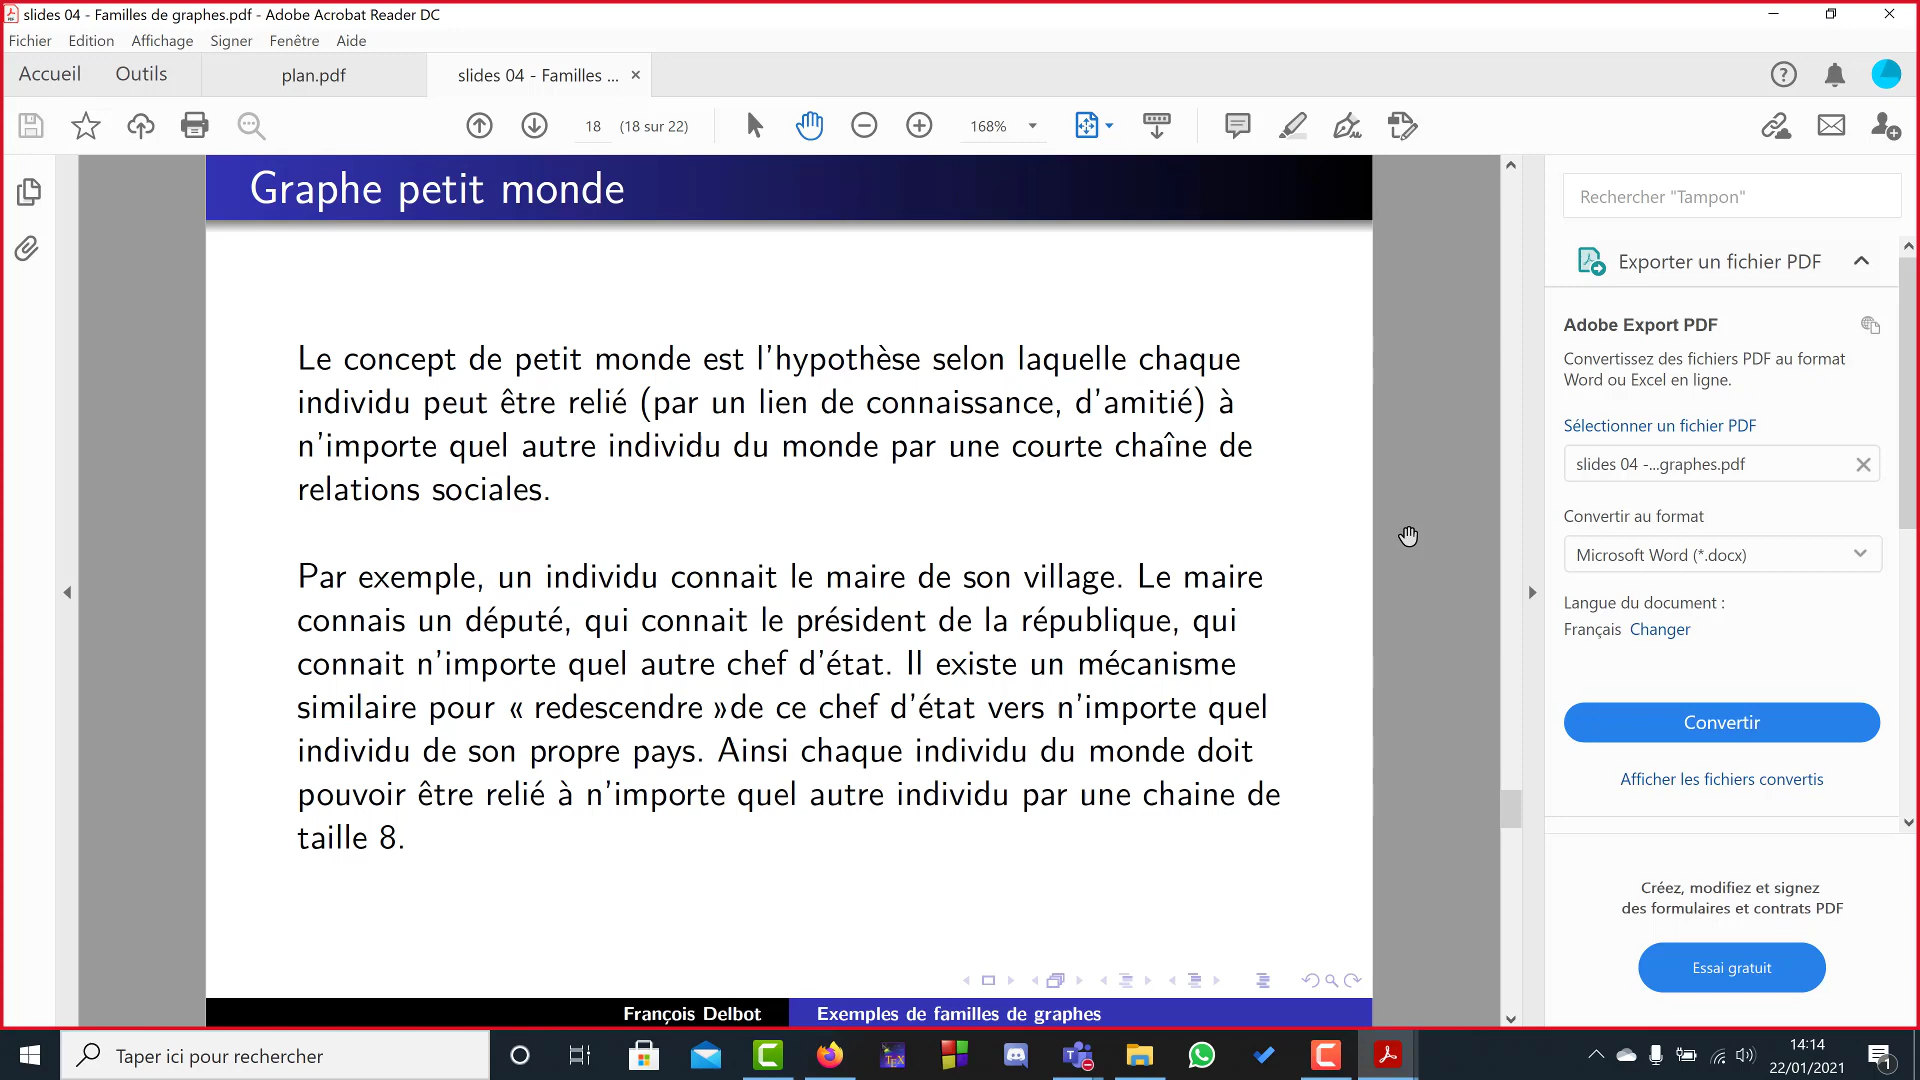 slides 04 - Familles de graphes.pdf - Adobe Acrobat Reader DC
Fichier Edition Affichage Signer Fenêtre Aide
Accueil Outils plan.pdf slides 04 - Familles ... ×
18 (18 sur 22) 168%
Graphe petit monde
Le concept de petit monde est l'hypothèse selon laquelle chaque
individu peut être relié (par un lien de connaissance, d'amitié) à
n'importe quel autre individu du monde par une courte chaîne de
relations sociales.
Par exemple, un individu connait le maire de son village. Le maire
connais un député, qui connait le président de la république, qui
connait n'importe quel autre chef d'état. Il existe un mécanisme
similaire pour « redescendre »de ce chef d'état vers n'importe quel
individu de son propre pays. Ainsi chaque individu du monde doit
pouvoir être relié à n'importe quel autre individu par une chaine de
taille 8.
François Delbot Exemples de familles de graphes
Rechercher "Tampon"
Exporter un fichier PDF
Adobe Export PDF
Convertissez des fichiers PDF au format
Word ou Excel en ligne.
Sélectionner un fichier PDF
slides 04 -...graphes.pdf
Convertir au format
Microsoft Word (*.docx)
Langue du document :
Français Changer
Convertir
Afficher les fichiers convertis
Créez, modifiez et signez
des formulaires et contrats PDF
Essai gratuit
Taper ici pour rechercher
TEX
14:14
22/01/2021
1